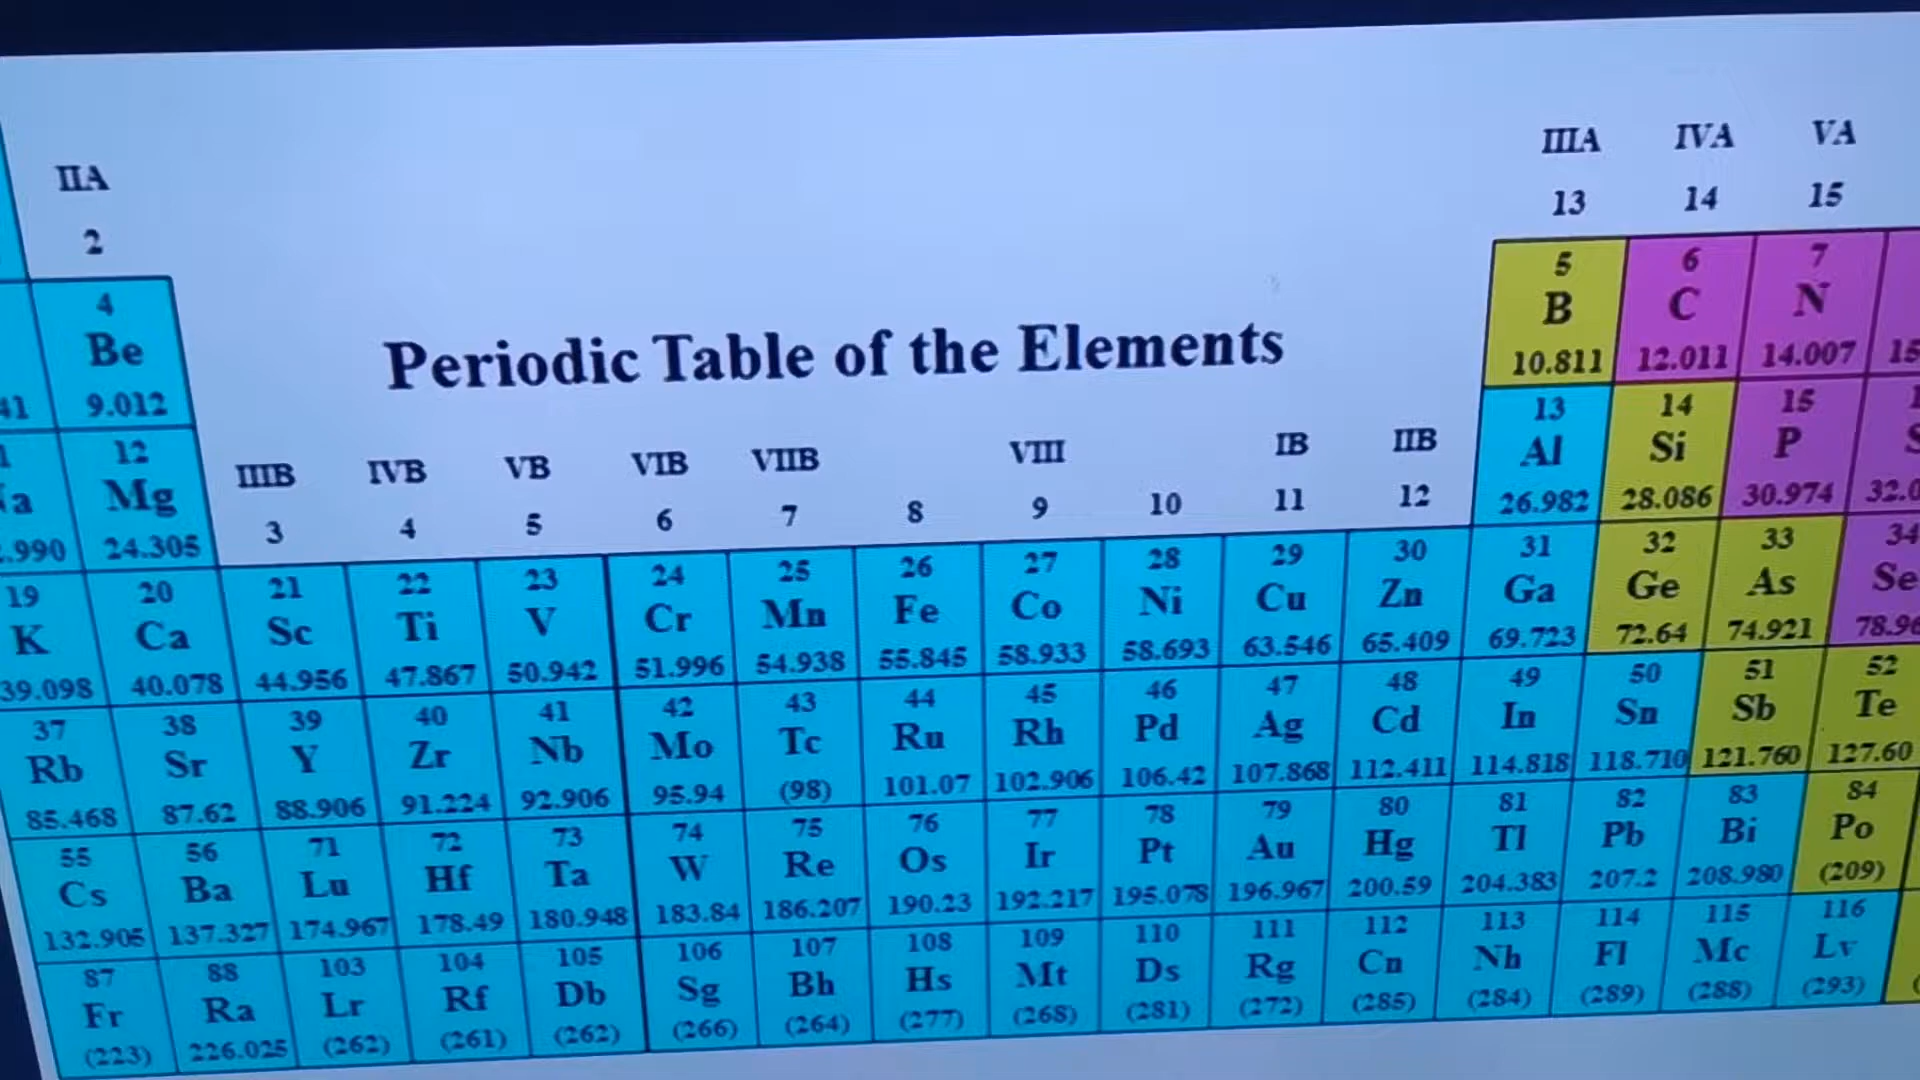 IIA IIIA IVA VA
2 13 14 15
4 5 6 7
Be B C N
9.012 10.811 12.011 14.007
Periodic Table of the Elements
12 13 14 15
Mg Al Si P
24.305 26.982 28.086 30.974
IIIB IVB VB VIB VIIB VIII IB IIB
3 4 5 6 7 8 9 10 11 12
19 20 21 22 23 24 25 26 27 28 29 30 31 32 33 34
K Ca Sc Ti V Cr Mn Fe Co Ni Cu Zn Ga Ge As Se
39.098 40.078 44.956 47.867 50.942 51.996 54.938 55.845 58.933 58.693 63.546 65.409 69.723 72.64 74.921 78.96
37 38 39 40 41 42 43 44 45 46 47 48 49 50 51 52
Rb Sr Y Zr Nb Mo Tc Ru Rh Pd Ag Cd In Sn Sb Te
85.468 87.62 88.906 91.224 92.906 95.94 (98) 101.07 102.906 106.42 107.868 112.411 114.818 118.710 121.760 127.60
55 56 71 72 73 74 75 76 77 78 79 80 81 82 83 84
Cs Ba Lu Hf Ta W Re Os Ir Pt Au Hg Tl Pb Bi Po
132.905 137.327 174.967 178.49 180.948 183.84 186.207 190.23 192.217 195.078 196.967 200.59 204.383 207.2 208.980 (209)
87 88 103 104 105 106 107 108 109 110 111 112 113 114 115 116
Fr Ra Lr Rf Db Sg Bh Hs Mt Ds Rg Cn Nh Fl Mc Lv
(223) 226.025 (262) (261) (262) (266) (264) (277) (268) (281) (272) (285) (284) (289) (288) (293)